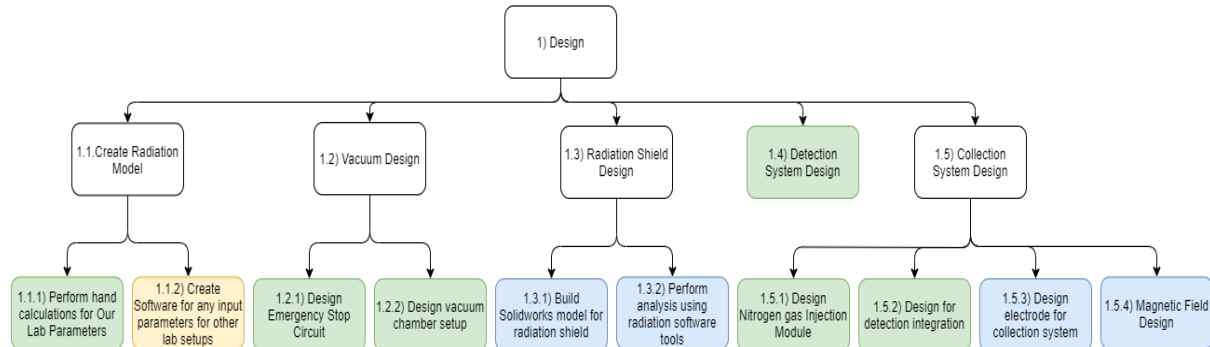 1) Design
1.1.Create Radiation
Model
1.2) Vacuum Design
1.3) Radiation Shield
Design
1.4) Detection
System Design
1.5) Collection
System Design
1.1.1) Perform hand
calculations for Our
Lab Parameters
1.1.2) Create
Software for any input
parameters for other
lab setups
1.2.1) Design
Emergency Stop
Circuit
1.2.2) Design vacuum
chamber setup
1.3.1) Build
Solidworks model for
radiation shield
1.3.2) Perform
analysis using
radiation software
tools
1.5.1) Design
Nitrogen gas Injection
Module
1.5.2) Design for
detection integration
1.5.3) Design
electrode for
collection system
1.5.4) Magnetic Field
Design